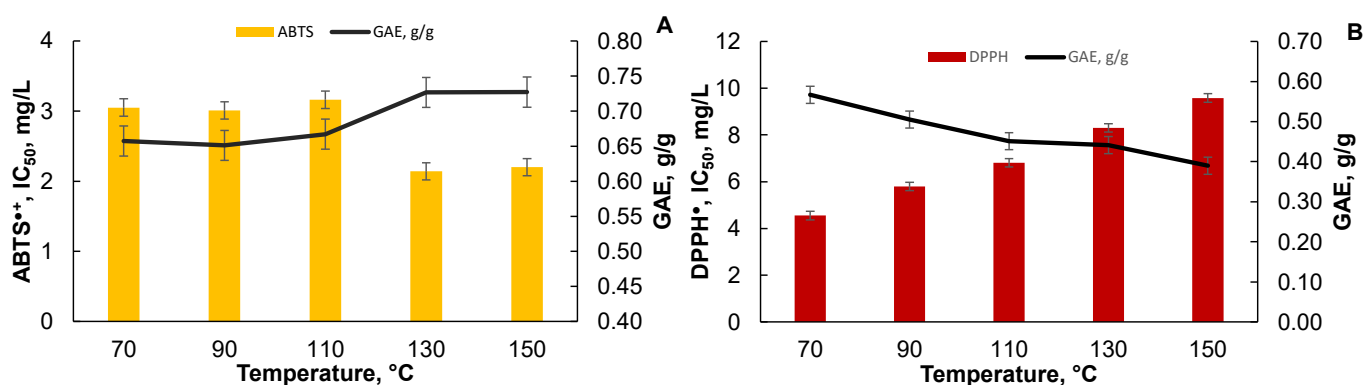 ABTS GAE, g/g A
4 0.80
3 0.75
2 0.70
1 0.65
0 0.60
0.55
0.50
0.45
0.40
ABTS•+, IC50, mg/L
GAE, g/g
70 90 110 130 150
Temperature, °C
DPPH GAE, g/g B
12 0.70
10 0.60
8 0.50
6 0.40
4 0.30
2 0.20
0 0.10
0.00
DPPH•, IC50, mg/L
GAE, g/g
70 90 110 130 150
Temperature, °C